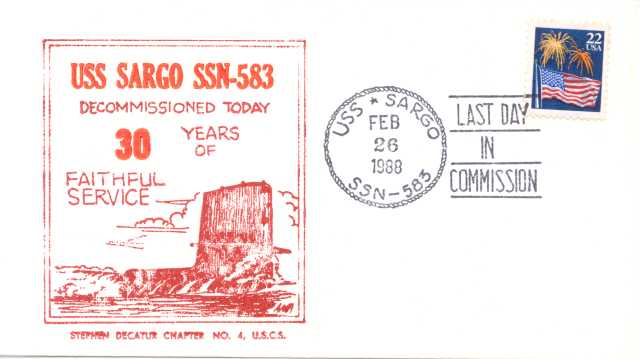 USS SARGO SSN-583
DECOMMISSIONED TODAY
30 YEARS
OF
FAITHFUL
SERVICE
STEPHEN DECATUR CHAPTER NO. 4, U.S.C.S.
USS ★ SARGO
FEB
26
1988
SSN-583
LAST DAY
IN
COMMISSION
22
USA